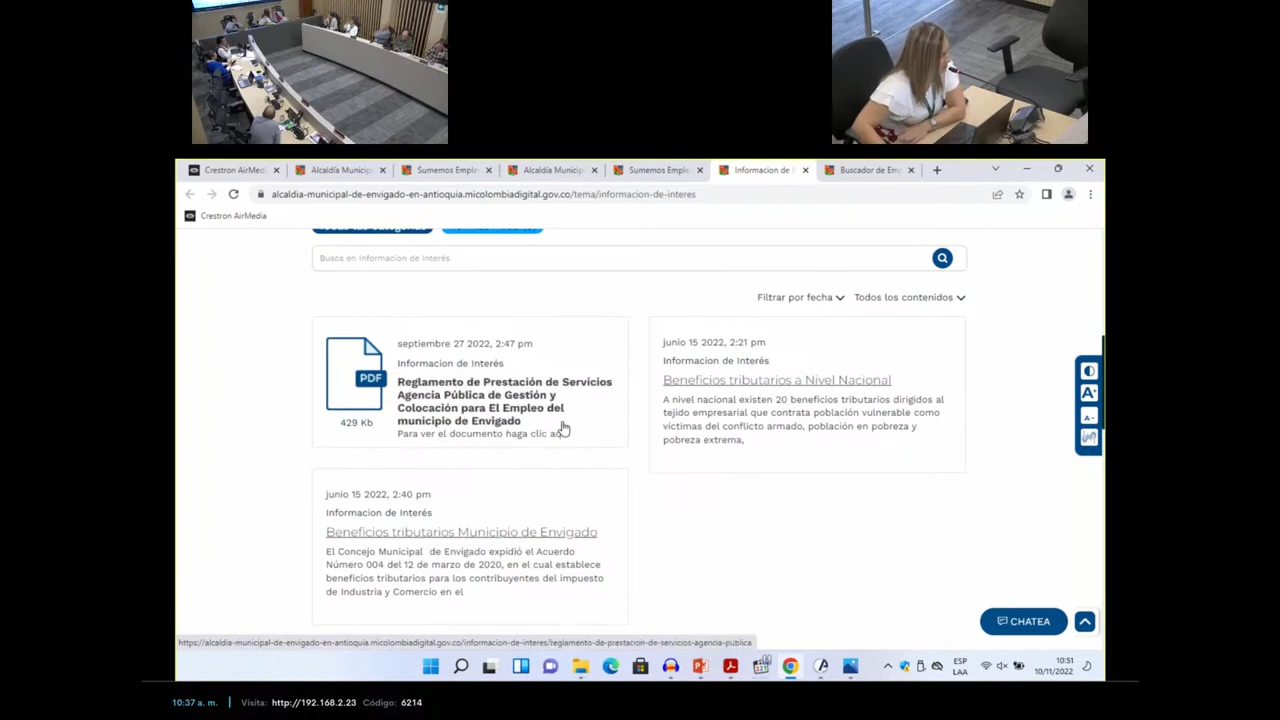 Crestron AirMedi
Alcaldía Municip
Sumemos Emple
Alcaldía Municip
Sumemos Emple
Informacion de I
Buscador de Em
alcaldia-municipal-de-envigado-en-antioquia.micolombiadigital.gov.co/tema/informacion-de-interes
Crestron AirMedia
Busca en Informacion de Interés
Filtrar por fecha
Todos los contenidos
PDF
429 Kb
septiembre 27 2022, 2:47 pm
Informacion de Interés
Reglamento de Prestación de Servicios
Agencia Pública de Gestión y
Colocación para El Empleo del
municipio de Envigado
Para ver el documento haga clic
junio 15 2022, 2:21 pm
Informacion de Interés
Beneficios tributarios a Nivel Nacional
A nivel nacional existen 20 beneficios tributarios dirigidos al
tejido empresarial que contrata población vulnerable como
víctimas del conflicto armado, población en pobreza y
pobreza extrema,
A+
A-
junio 15 2022, 2:40 pm
Informacion de Interés
Beneficios tributarios Municipio de Envigado
El Concejo Municipal de Envigado expidió el Acuerdo
Número 004 del 12 de marzo de 2020, en el cual establece
beneficios tributarios para los contribuyentes del impuesto
de Industria y Comercio en el
CHATEA
https://alcaldia-municipal-de-envigado-en-antioquia.micolombiadigital.gov.co/informacion-de-interes/reglamento-de-prestacion-de-servicios-agencia-publica
ESP
LAA
10:51
10/11/2022
10:37 a. m.
Visita: http://192.168.2.23 Código: 6214